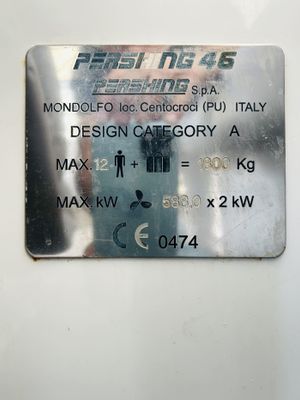 PERSHING 46
PERSHING S.p.A.
MONDOLFO loc. Centocroci (PU) ITALY
DESIGN CATEGORY A
MAX. 12 + = 1800 Kg
MAX. kW 588,0 x 2 kW
CE 0474